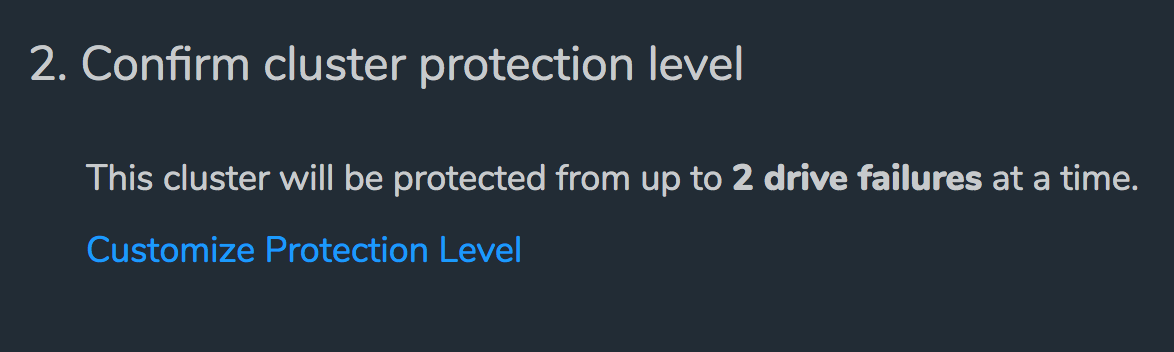 2. Confirm cluster protection level
This cluster will be protected from up to 2 drive failures at a time.
Customize Protection Level